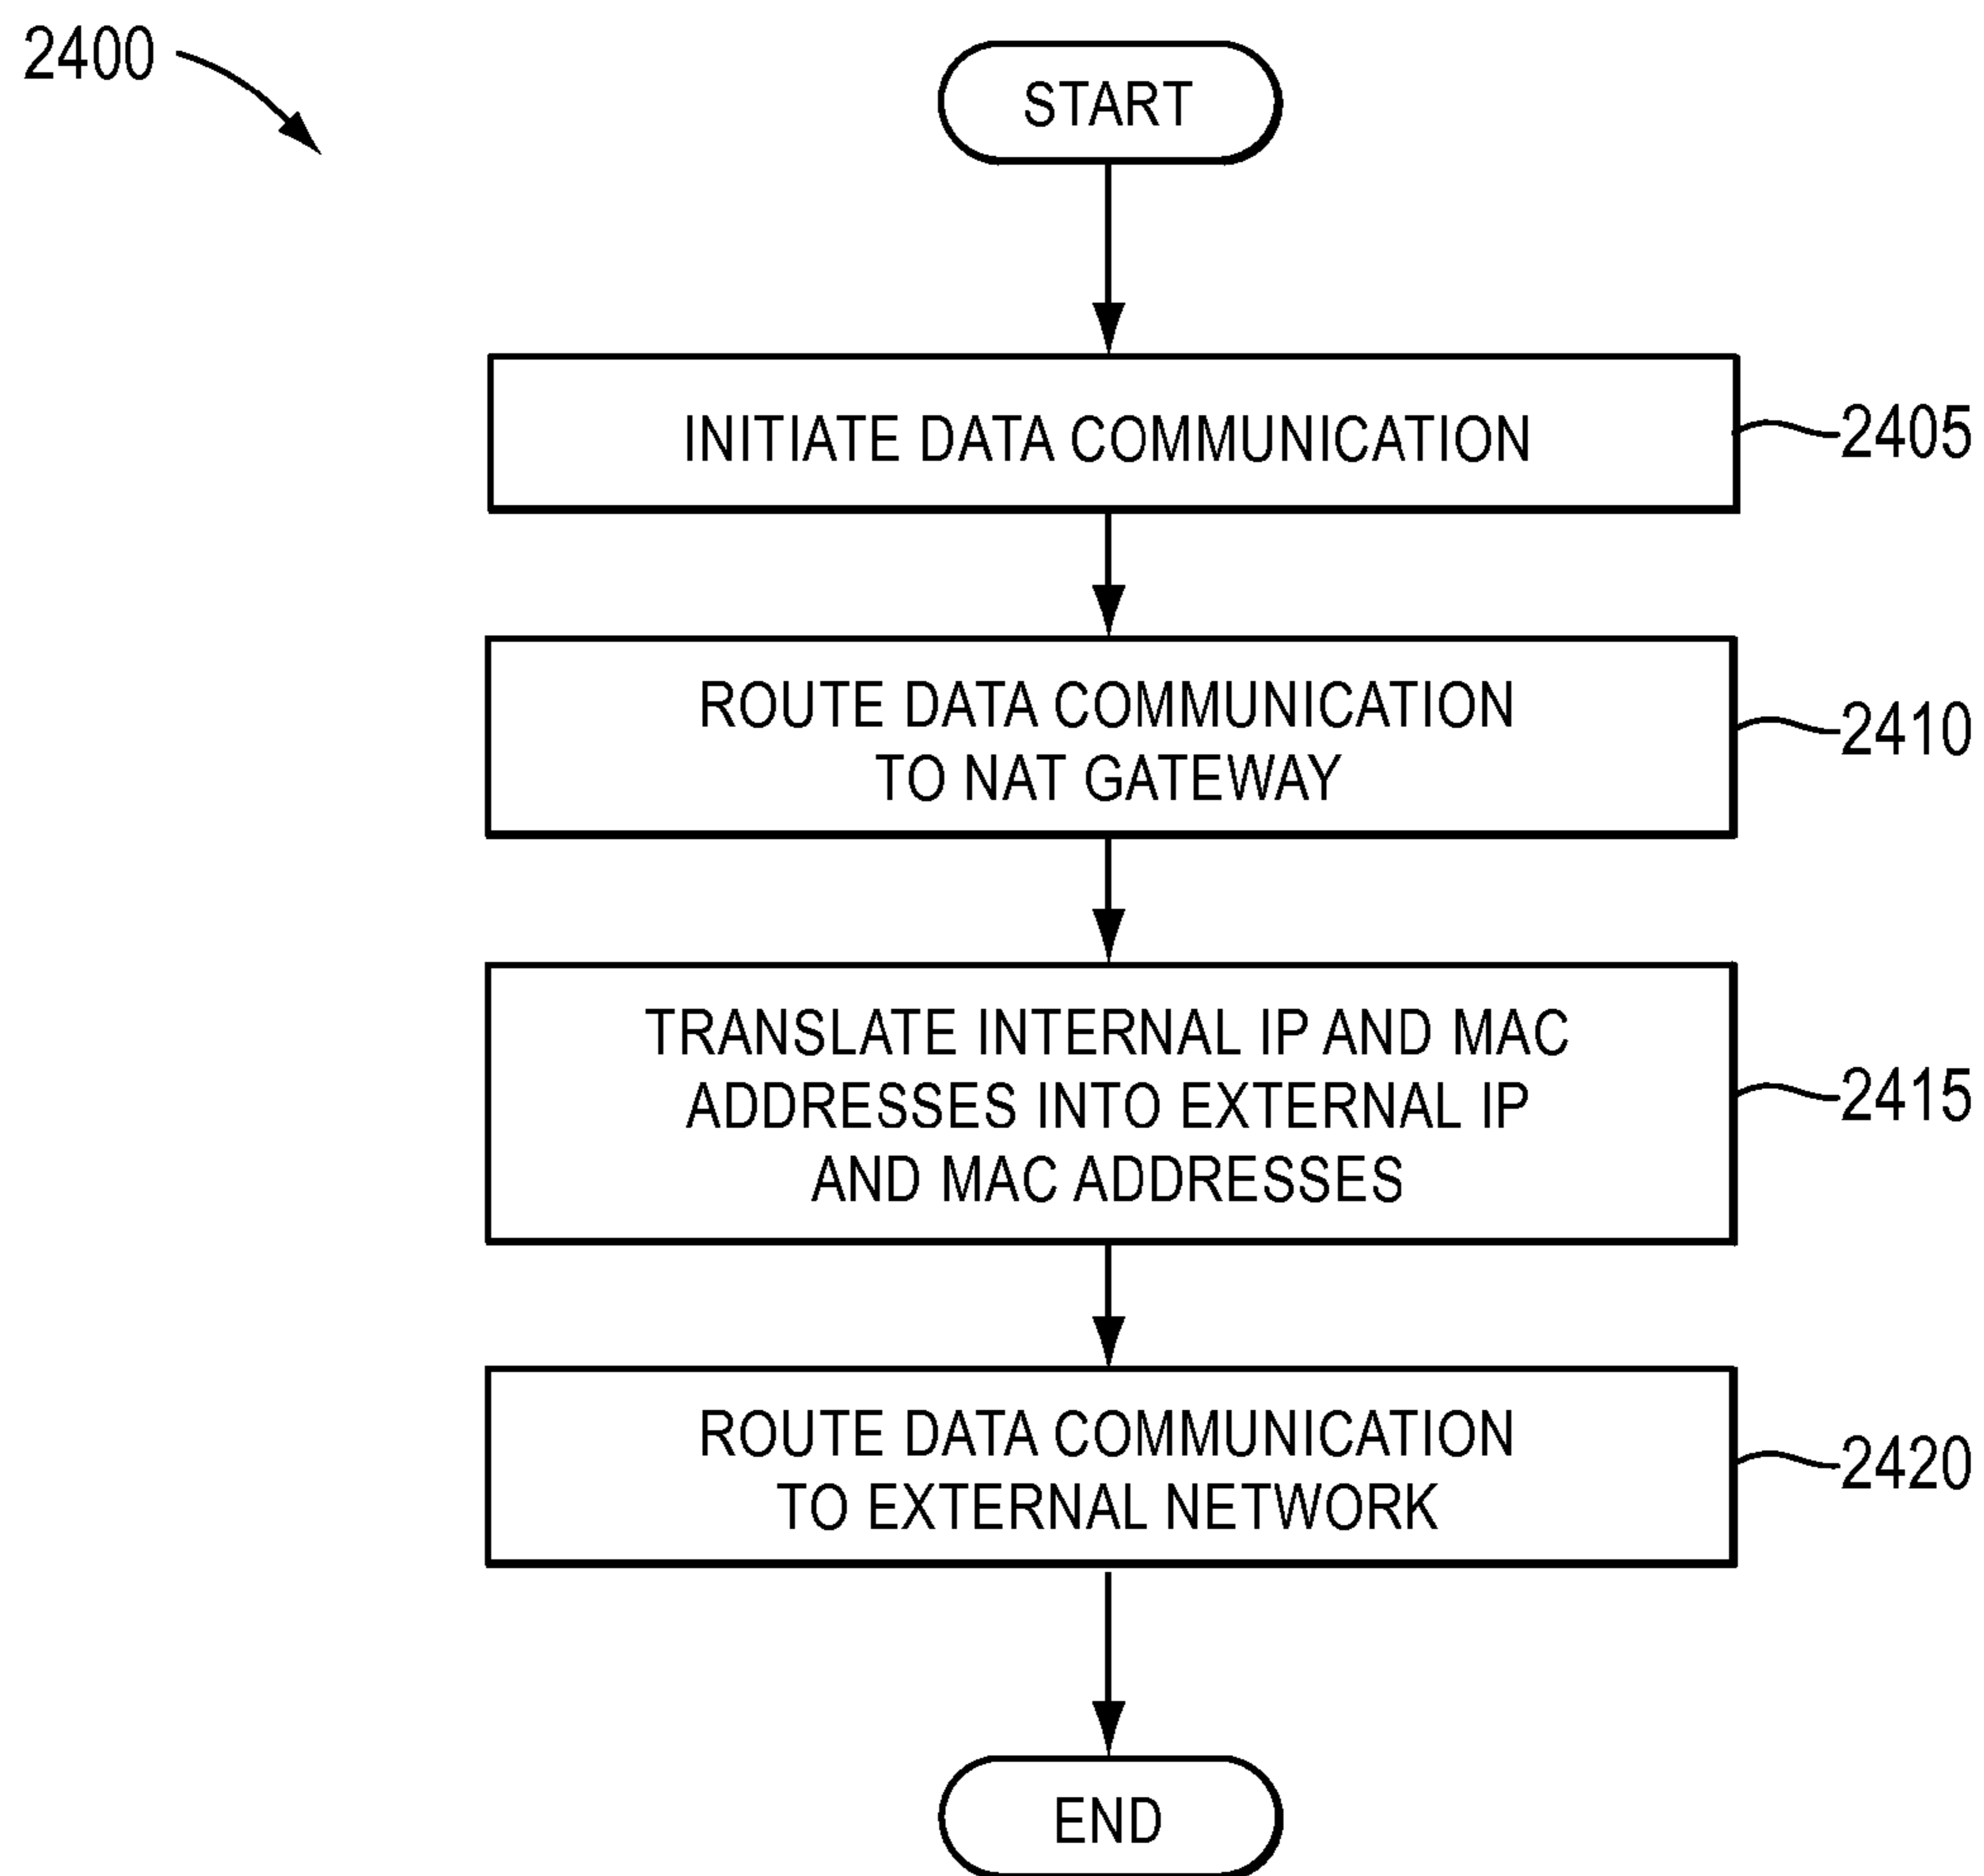 2400
START
INITIATE DATA COMMUNICATION
2405
ROUTE DATA COMMUNICATION
TO NAT GATEWAY
2410
TRANSLATE INTERNAL IP AND MAC
ADDRESSES INTO EXTERNAL IP
AND MAC ADDRESSES
2415
ROUTE DATA COMMUNICATION
TO EXTERNAL NETWORK
2420
END